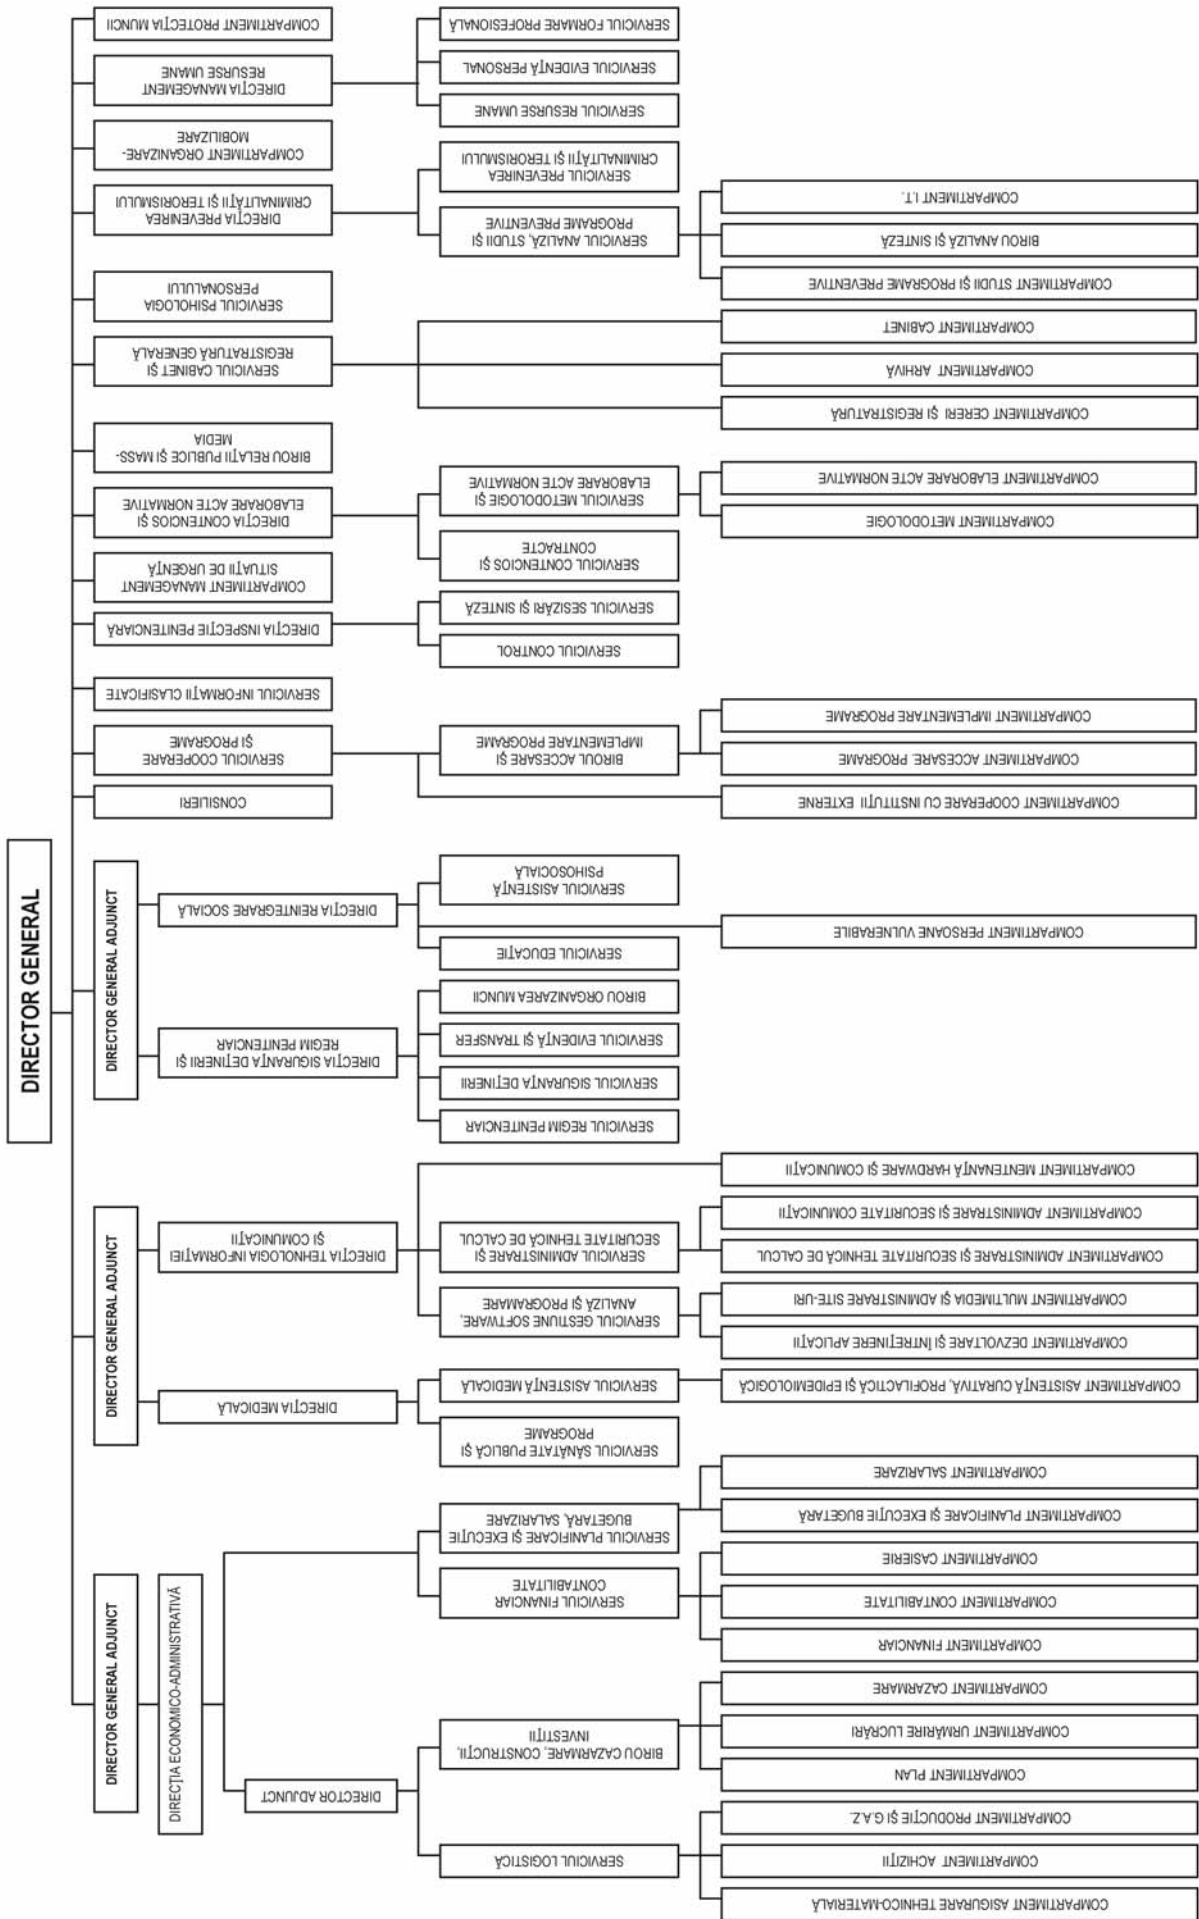 DIRECTOR GENERAL
COMPARTIMENT PROTECȚIA MUNCII
DIRECȚIA MANAGEMENT
RESURSE UMANE
SERVICIUL FORMARE PROFESIONALĂ
SERVICIUL EVIDENȚĂ PERSONAL
SERVICIUL RESURSE UMANE
COMPARTIMENT ORGANIZARE-
MOBILIZARE
DIRECȚIA PREVENIREA
CRIMINALITĂȚII ȘI TERORISMULUI
SERVICIUL PREVENIREA
CRIMINALITĂȚII ȘI TERORISMULUI
SERVICIUL ANALIZĂ, STUDII ȘI
PROGRAME PREVENTIVE
COMPARTIMENT I.T.
BIROU ANALIZĂ ȘI SINTEZĂ
COMPARTIMENT STUDII ȘI PROGRAME PREVENTIVE
SERVICIUL PSIHOLOGIA
PERSONALULUI
SERVICIUL CABINET ȘI
REGISTRATURĂ GENERALĂ
COMPARTIMENT CABINET
COMPARTIMENT ARHIVĂ
COMPARTIMENT CERERI ȘI REGISTRATURĂ
BIROU RELAȚII PUBLICE ȘI MASS-
MEDIA
DIRECȚIA CONTENCIOS ȘI
ELABORARE ACTE NORMATIVE
SERVICIUL METODOLOGIE ȘI
ELABORARE ACTE NORMATIVE
COMPARTIMENT ELABORARE ACTE NORMATIVE
COMPARTIMENT METODOLOGIE
SERVICIUL CONTENCIOS ȘI
CONTRACTE
COMPARTIMENT MANAGEMENT
SITUAȚII DE URGENȚĂ
DIRECȚIA INSPECȚIE PENITENCIARĂ
SERVICIUL SESIZĂRI ȘI SINTEZĂ
SERVICIUL CONTROL
SERVICIUL INFORMAȚII CLASIFICATE
SERVICIUL COOPERARE
ȘI PROGRAME
BIROUL ACCESARE ȘI
IMPLEMENTARE PROGRAME
COMPARTIMENT IMPLEMENTARE PROGRAME
COMPARTIMENT ACCESARE PROGRAME
COMPARTIMENT COOPERARE CU INSTITUȚII EXTERNE
CONSILIERI
DIRECTOR GENERAL ADJUNCT
DIRECȚIA REINTEGRARE SOCIALĂ
SERVICIUL ASISTENȚĂ
PSIHOSOCIALĂ
COMPARTIMENT PERSOANE VULNERABILE
SERVICIUL EDUCAȚIE
DIRECȚIA SIGURANȚA DEȚINERII ȘI
REGIM PENITENCIAR
BIROU ORGANIZAREA MUNCII
SERVICIUL EVIDENȚĂ ȘI TRANSFER
SERVICIUL SIGURANȚA DEȚINERII
SERVICIUL REGIM PENITENCIAR
DIRECTOR GENERAL ADJUNCT
DIRECȚIA TEHNOLOGIA INFORMAȚIEI
ȘI COMUNICAȚII
COMPARTIMENT MENTENANȚĂ HARDWARE ȘI COMUNICAȚII
SERVICIUL ADMINISTRARE ȘI
SECURITATE TEHNICĂ DE CALCUL
COMPARTIMENT ADMINISTRARE ȘI SECURITATE COMUNICAȚII
COMPARTIMENT ADMINISTRARE ȘI SECURITATE TEHNICĂ DE CALCUL
SERVICIUL GESTIUNE SOFTWARE,
ANALIZĂ ȘI PROGRAMARE
COMPARTIMENT MULTIMEDIA ȘI ADMINISTRARE SITE-URI
COMPARTIMENT DEZVOLTARE ȘI ÎNTREȚINERE APLICAȚII
DIRECȚIA MEDICALĂ
SERVICIUL ASISTENȚĂ MEDICALĂ
COMPARTIMENT ASISTENȚĂ CURATIVĂ, PROFILACTICĂ ȘI EPIDEMIOLOGICĂ
SERVICIUL SĂNĂTATE PUBLICĂ ȘI
PROGRAME
DIRECTOR GENERAL ADJUNCT
DIRECȚIA ECONOMICO-ADMINISTRATIVĂ
SERVICIUL PLANIFICARE ȘI EXECUȚIE
BUGETARĂ, SALARIZARE
COMPARTIMENT SALARIZARE
COMPARTIMENT PLANIFICARE ȘI EXECUȚIE BUGETARĂ
SERVICIUL FINANCIAR
CONTABILITATE
COMPARTIMENT CASIERIE
COMPARTIMENT CONTABILITATE
COMPARTIMENT FINANCIAR
DIRECTOR ADJUNCT
BIROU CAZARMARE, CONSTRUCȚII,
INVESTIȚII
COMPARTIMENT CAZARMARE
COMPARTIMENT URMĂRIRE LUCRĂRI
COMPARTIMENT PLAN
SERVICIUL LOGISTICĂ
COMPARTIMENT PRODUCȚIE ȘI G.A.Z.
COMPARTIMENT ACHIZIȚII
COMPARTIMENT ASIGURARE TEHNICO-MATERIALĂ